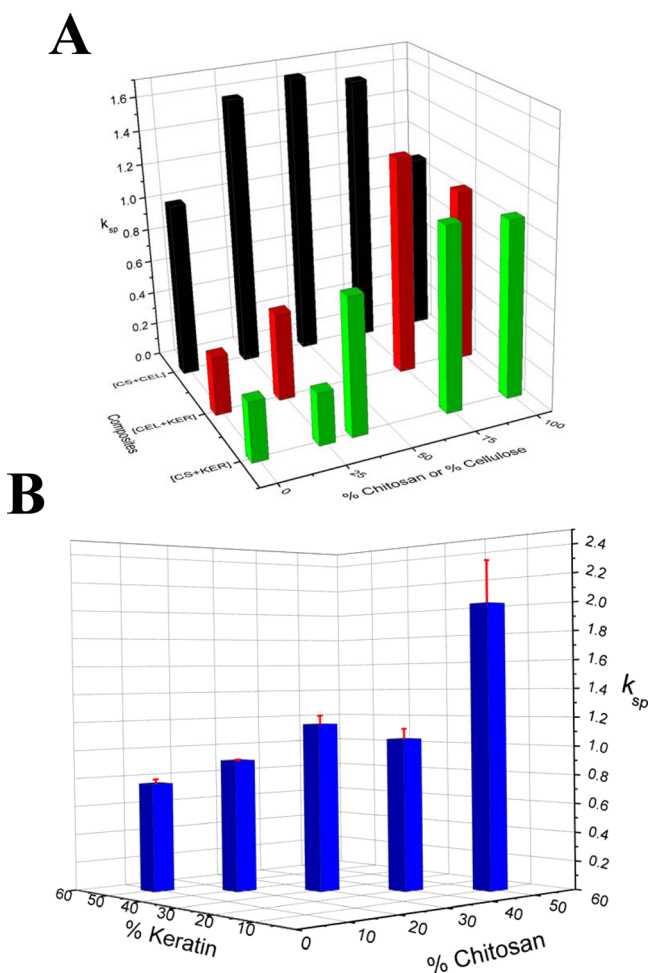 A
1.6
1.4
1.2
1.0
0.8
0.6
0.4
0.2
0.0
ksp
[CS+CEL]
[CEL+KER]
[CS+KER]
Composites
0
25
50
75
100
% Chitosan or % Cellulose
B
2.4
2.2
2.0
1.8
1.6
1.4
1.2
1.0
0.8
0.6
0.4
0.2
ksp
60 50 40 30 20 10
0 10 20 30 40 50 60
% Keratin
% Chitosan